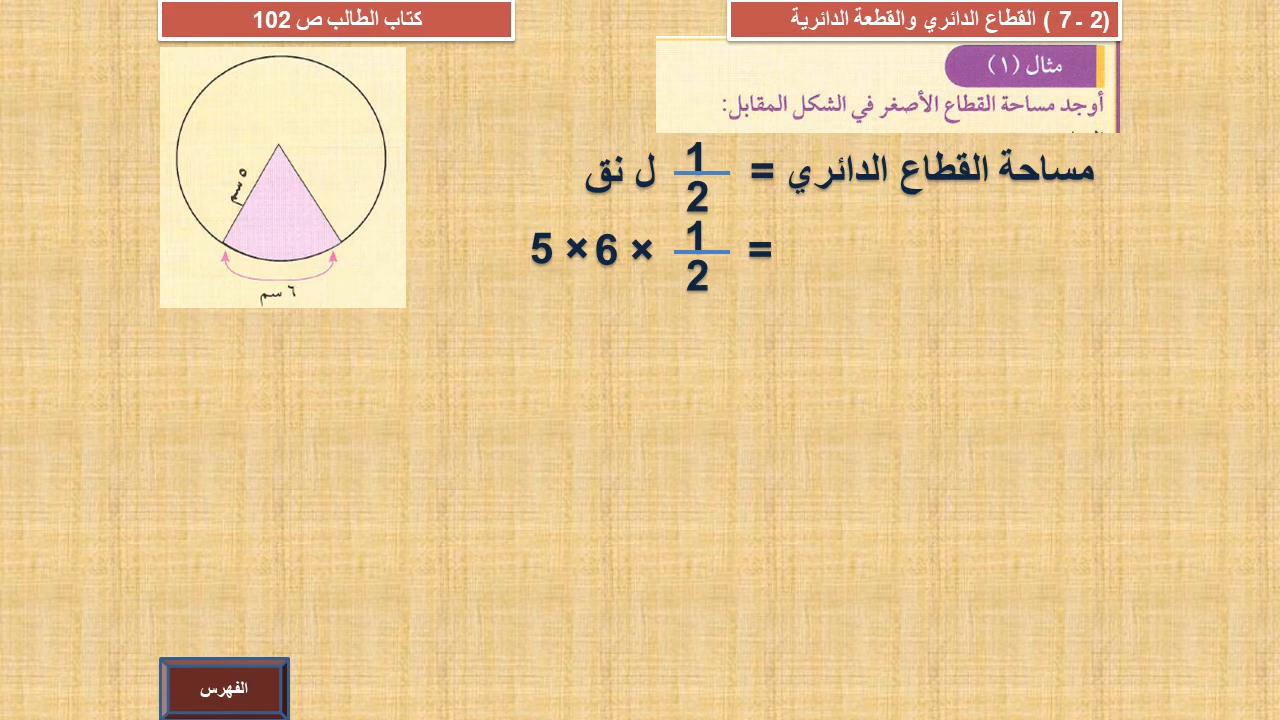 (2 - 7 ) القطاع الدائري والقطعة الدائرية
كتاب الطالب ص 102
مثال (١)
أوجد مساحة القطاع الأصغر في الشكل المقابل:
مساحة القطاع الدائري = 1/2 ل نق
= 1/2 × 6 × 5
٥ سم
٦ سم
الفهرس